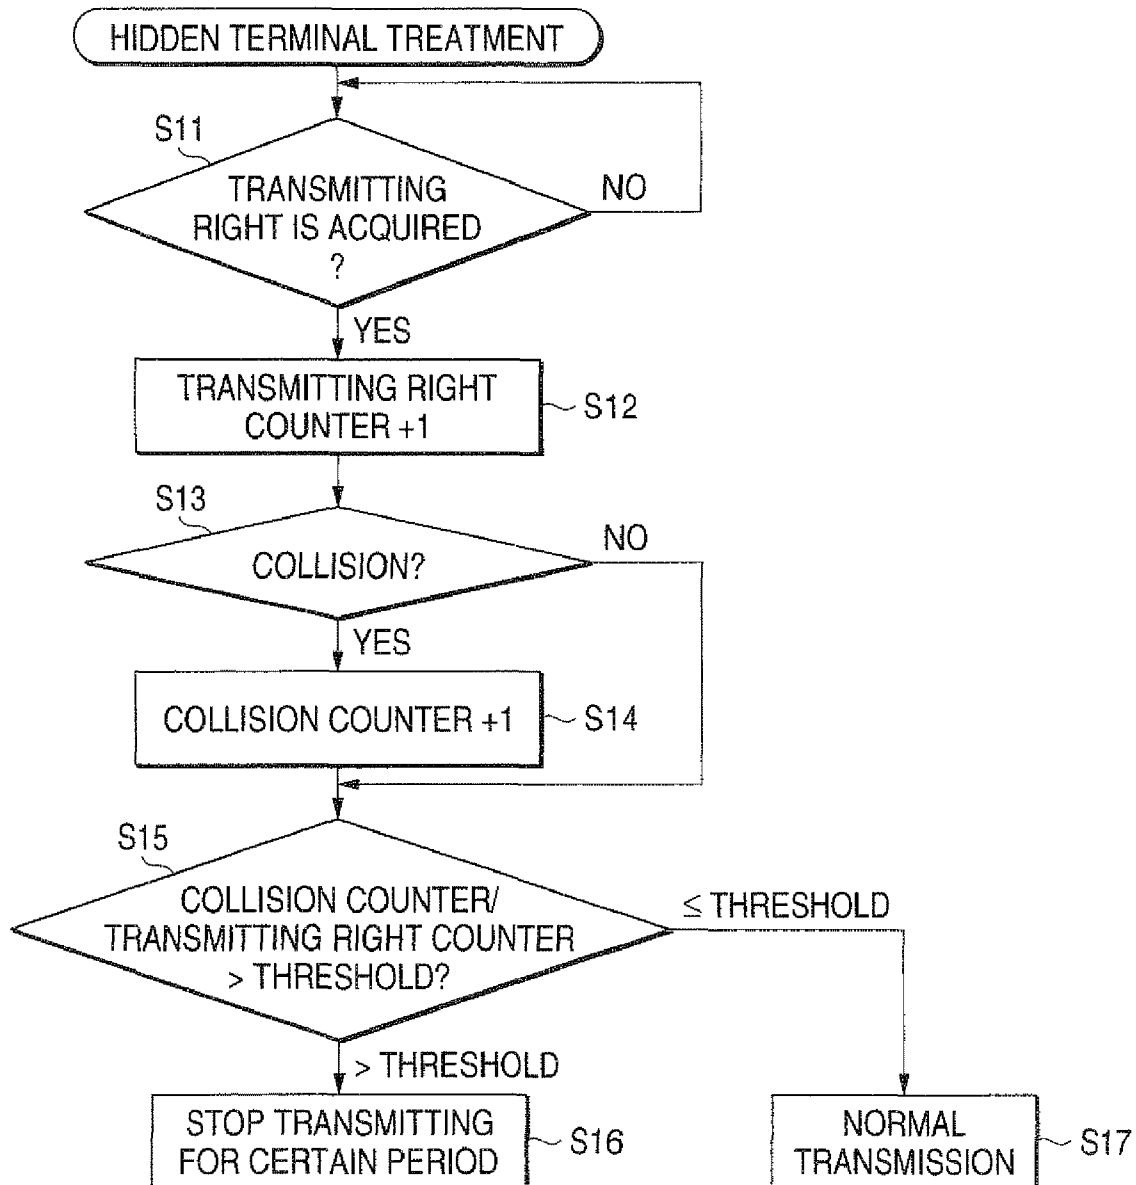 HIDDEN TERMINAL TREATMENT
S11
TRANSMITTING
RIGHT IS ACQUIRED
?
NO
YES
TRANSMITTING RIGHT
COUNTER +1
S12
S13
COLLISION?
NO
YES
COLLISION COUNTER +1
S14
S15
COLLISION COUNTER/
TRANSMITTING RIGHT COUNTER
> THRESHOLD?
≤ THRESHOLD
> THRESHOLD
STOP TRANSMITTING
FOR CERTAIN PERIOD
S16
NORMAL
TRANSMISSION
S17